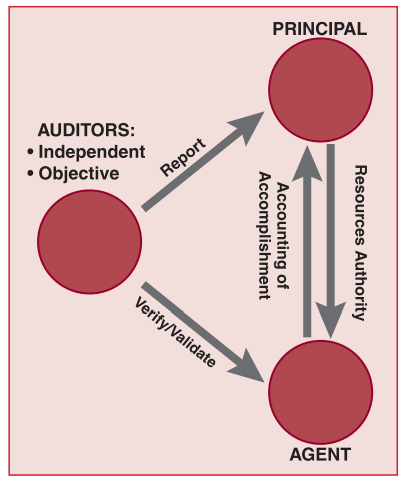 PRINCIPAL
AUDITORS:
• Independent
• Objective
Report
Accounting of
Accomplishment
Resources Authority
Verify/Validate
AGENT